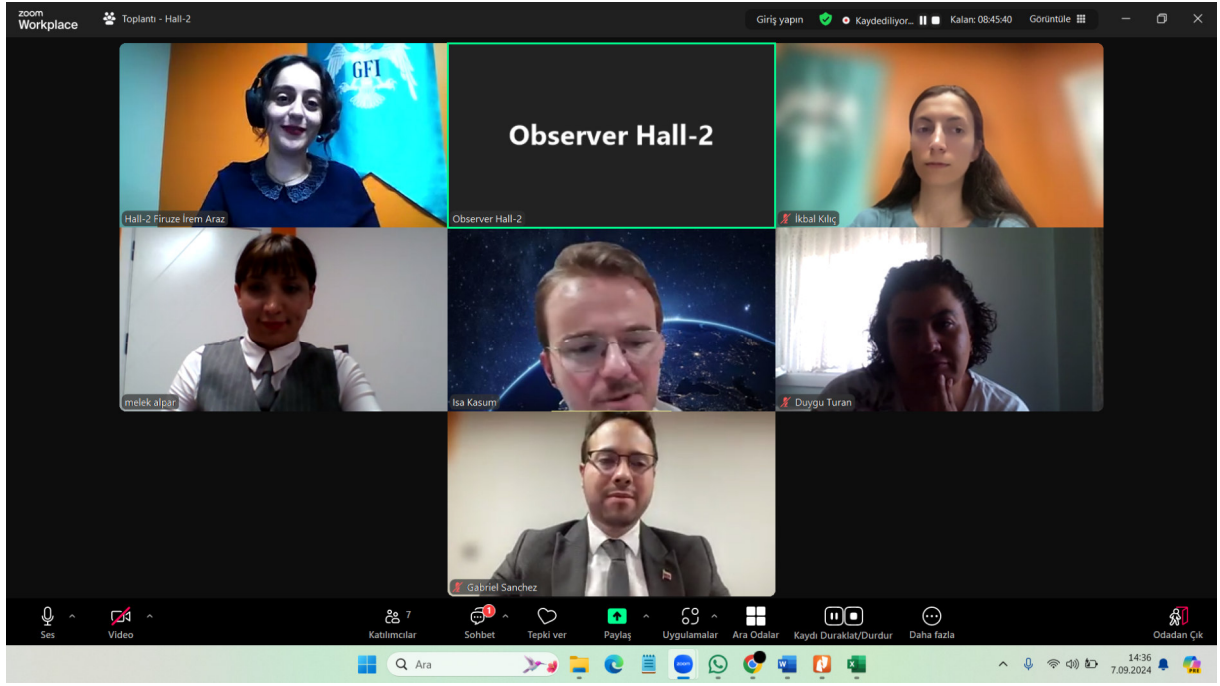 zoom
Workplace
Toplantı - Hall-2
Giriş yapın
Kaydediliyor...
Kalan: 08:45:40
Görüntüle
GFI
Hall-2 Firuze İrem Araz
Observer Hall-2
Observer Hall-2
İkbal Kılıç
melek alpar
Isa Kasum
Duygu Turan
Gabriel Sanchez
Ses
Video
7
Katılımcılar
1
Sohbet
Tepki ver
Paylaş
Uygulamalar
Ara Odalar
Kaydı Duraklat/Durdur
Daha fazla
Odadan Çık
Ara
zoom
W
X
14:36
7.09.2024
PRE